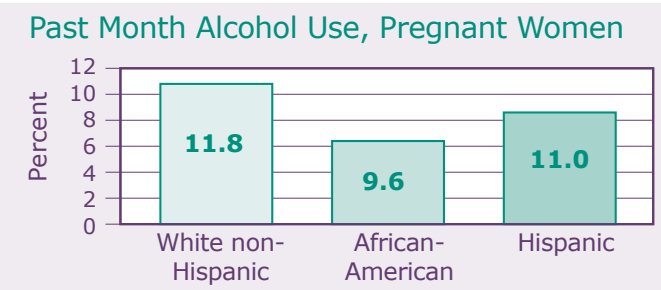 Past Month Alcohol Use, Pregnant Women
Percent
12
10
8
6
4
2
0
11.8
9.6
11.0
White non-
Hispanic
African-
American
Hispanic